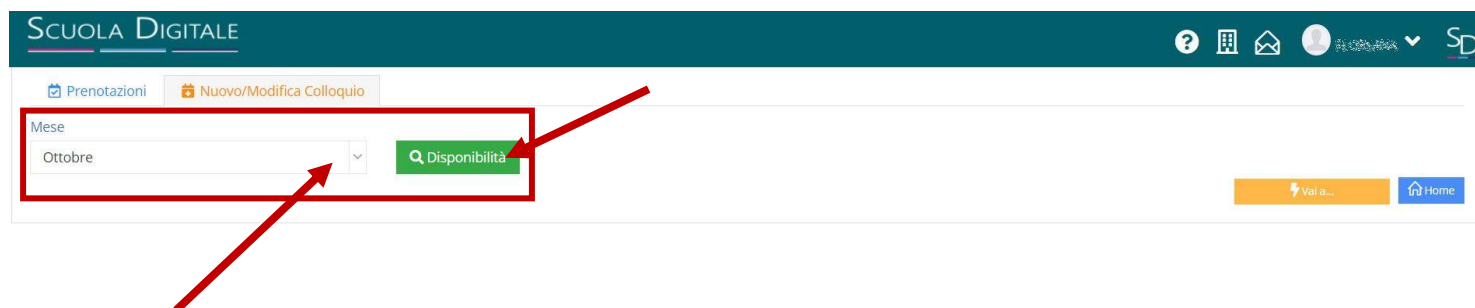 SCUOLA DIGITALE
SD
Prenotazioni
Nuovo/Modifica Colloquio
Mese
Ottobre
Disponibilità
Vai a...
Home